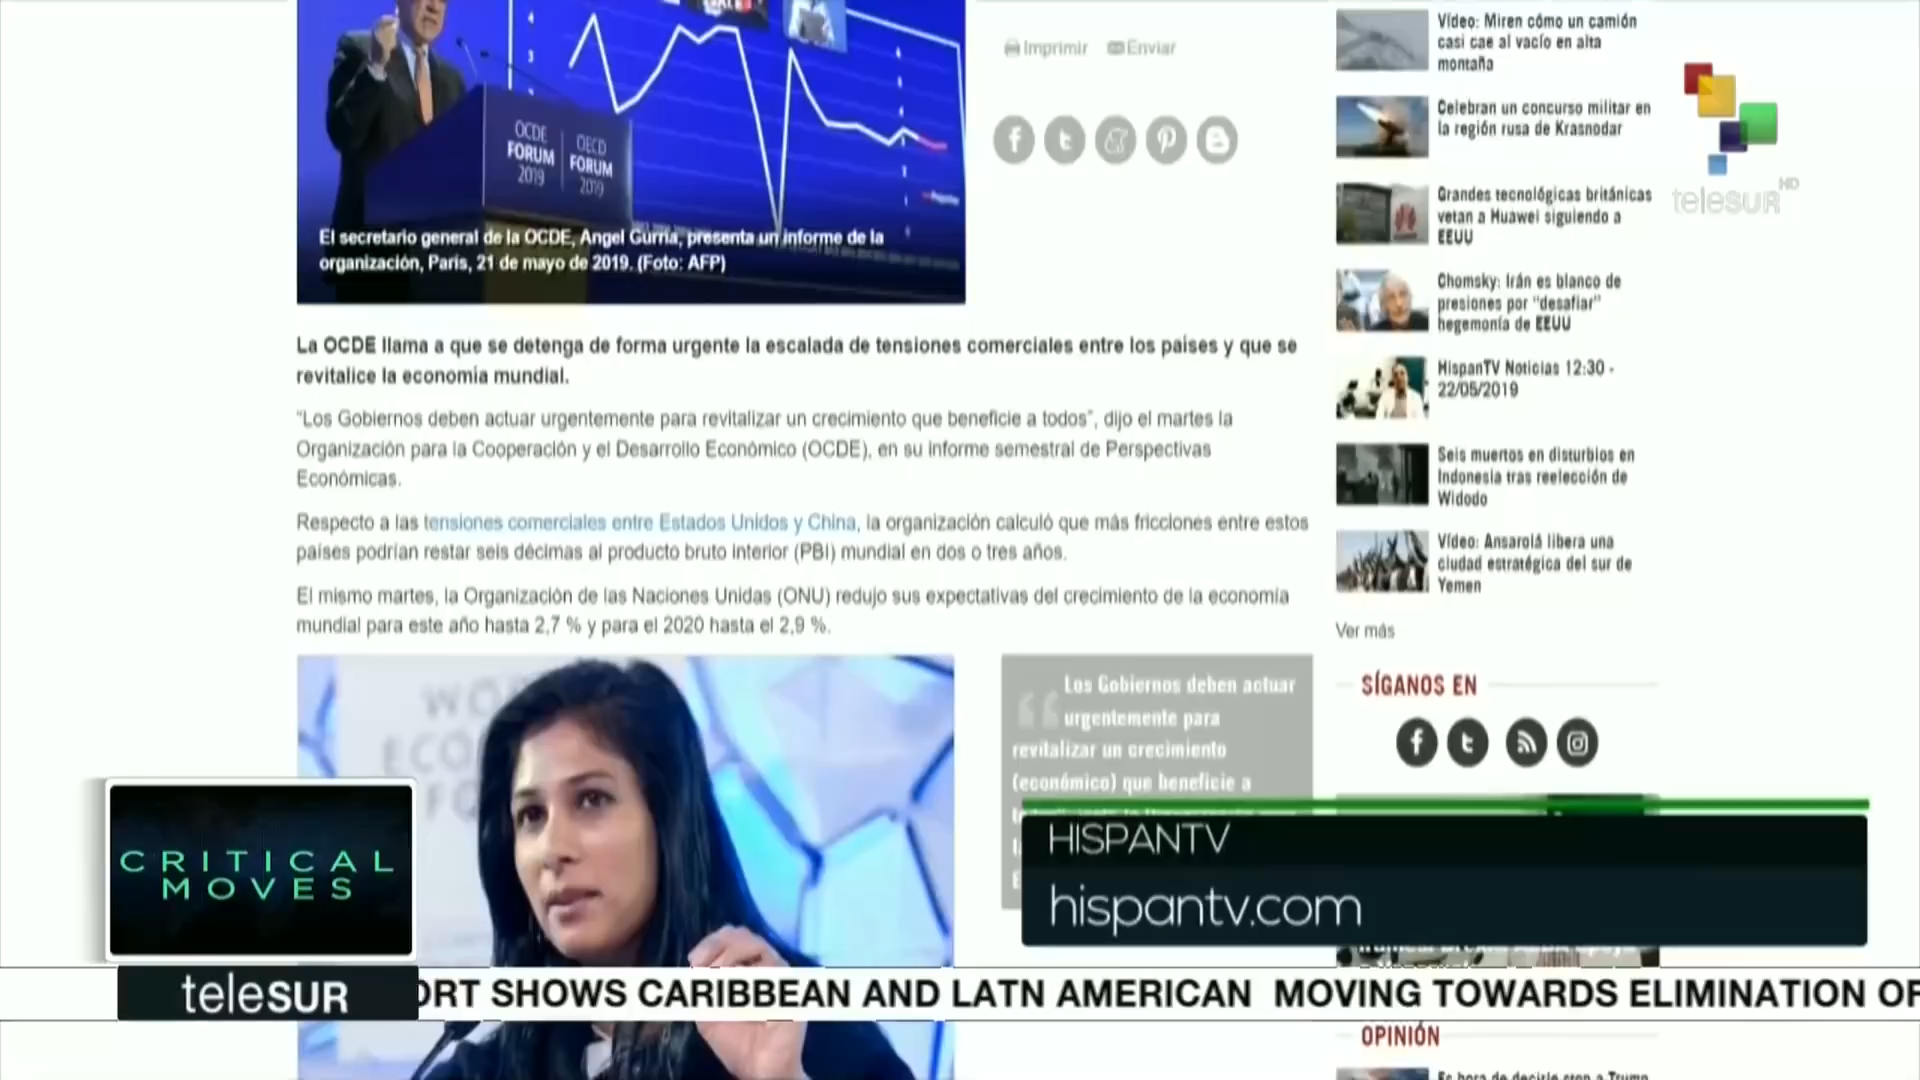 OCDE
FORUM
2019
OECD
FORUM
2019
El secretario general de la OCDE, Angel Gurria, presenta un informe de la
organización, París, 21 de mayo de 2019. (Foto: AFP)
Imprimir Enviar
La OCDE llama a que se detenga de forma urgente la escalada de tensiones comerciales entre los países y que se
revitalice la economía mundial.
“Los Gobiernos deben actuar urgentemente para revitalizar un crecimiento que beneficie a todos”, dijo el martes la
Organización para la Cooperación y el Desarrollo Económico (OCDE), en su informe semestral de Perspectivas
Económicas.
Respecto a las tensiones comerciales entre Estados Unidos y China, la organización calculó que más fricciones entre estos
países podrían restar seis décimas al producto bruto interior (PBI) mundial en dos o tres años.
El mismo martes, la Organización de las Naciones Unidas (ONU) redujo sus expectativas del crecimiento de la economía
mundial para este año hasta 2,7 % y para el 2020 hasta el 2,9 %.
Los Gobiernos deben actuar
urgentemente para
revitalizar un crecimiento
(económico) que beneficie a
Vídeo: Miren cómo un camión
casi cae al vacío en alta
montaña
Celebran un concurso militar en
la región rusa de Krasnodar
Grandes tecnológicas británicas
vetan a Huawei siguiendo a
EEUU
Chomsky: Irán es blanco de
presiones por “desafiar”
hegemonía de EEUU
HispanTV Noticias 12:30 -
22/05/2019
Seis muertos en disturbios en
Indonesia tras reelección de
Widodo
Vídeo: Ansarolá libera una
ciudad estratégica del sur de
Yemen
Ver más
SÍGANOS EN
OPINIÓN
Es hora de decirle stop a Trump
teleSUR HD
CRITICAL
MOVES
HISPANTV
hispantv.com
teleSUR
ORT SHOWS CARIBBEAN AND LATN AMERICAN MOVING TOWARDS ELIMINATION OF